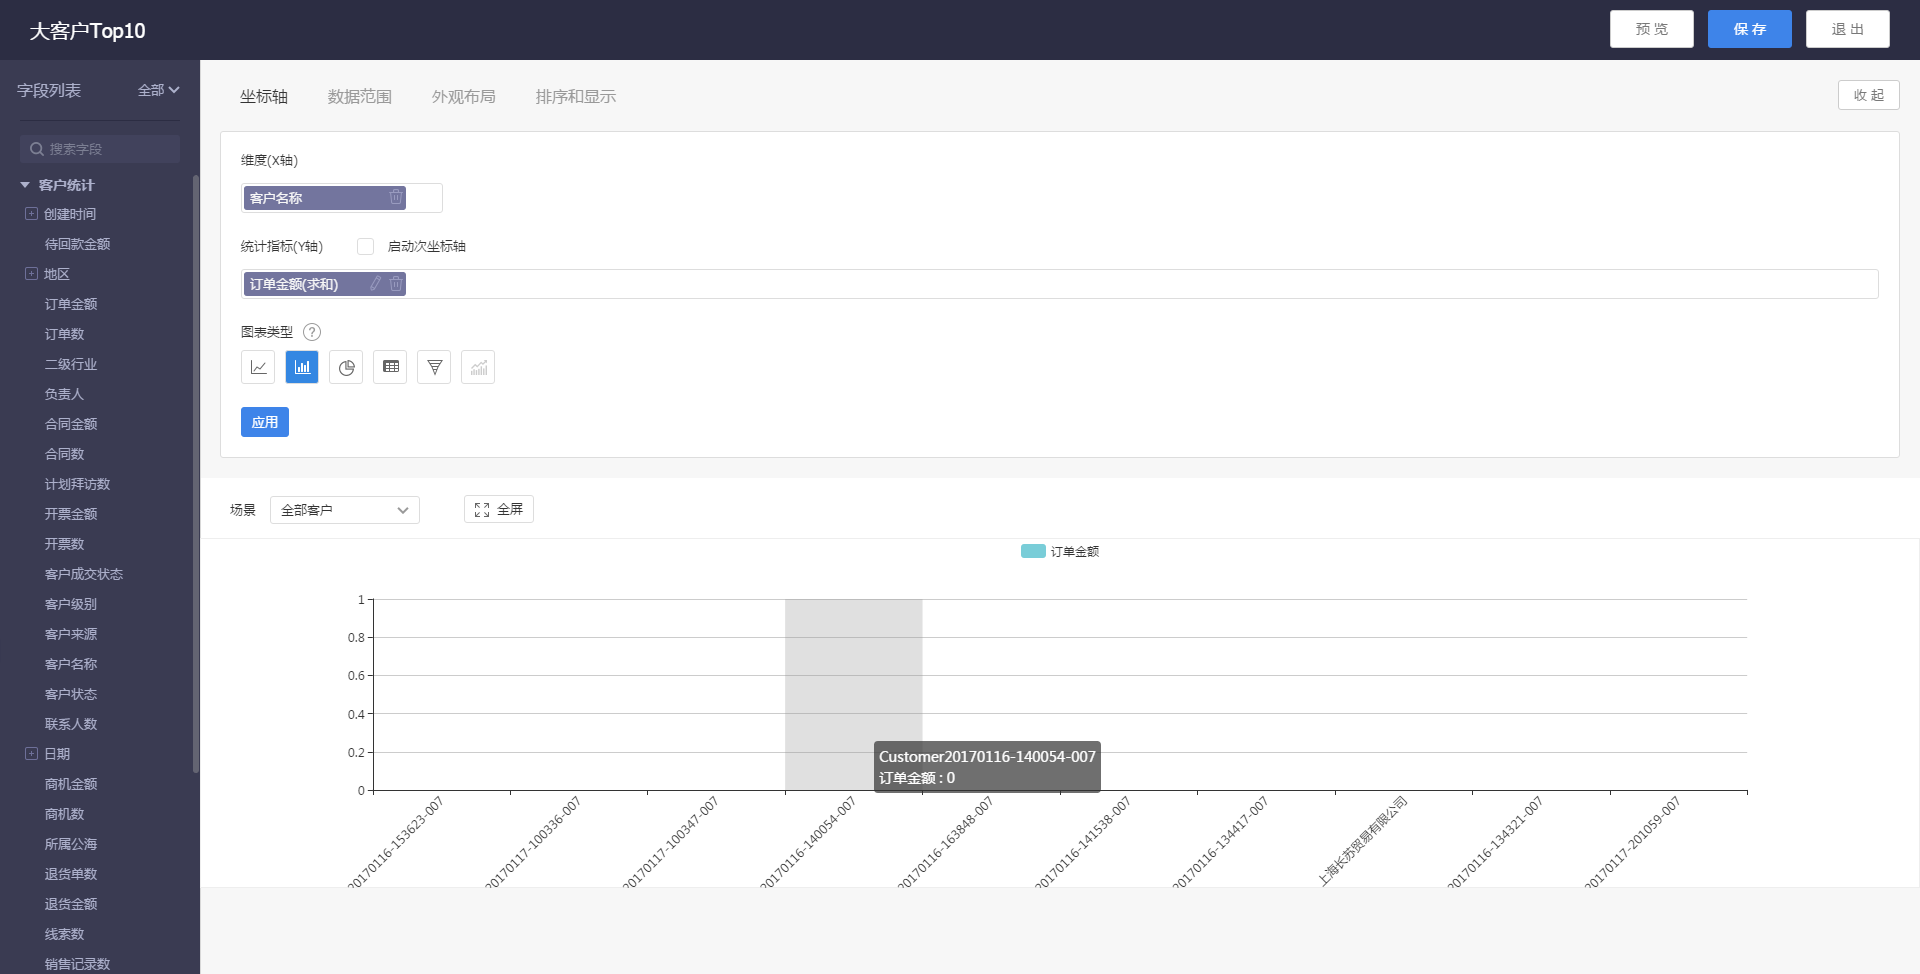 大客户Top10
预 览
保 存
退 出
字段列表
全部
搜索字段
客户统计
创建时间
待回款金额
地区
订单金额
订单数
二级行业
负责人
合同金额
合同数
计划拜访数
开票金额
开票数
客户成交状态
客户级别
客户来源
客户名称
客户状态
联系人数
日期
商机金额
商机数
所属公海
退货单数
退货金额
线索数
销售记录数
坐标轴
数据范围
外观布局
排序和显示
收 起
维度(X轴)
客户名称
统计指标(Y轴)
启动次坐标轴
订单金额(求和)
图表类型
?
应用
场景
全部客户
全屏
订单金额
1
0.8
0.6
0.4
0.2
0
Customer20170116-140054-007
订单金额 : 0
20170116-153623-007
20170117-100336-007
20170117-100347-007
20170116-140054-007
20170116-163848-007
20170116-141538-007
20170116-134417-007
上海长苏贸易有限公司
20170116-134321-007
20170117-201059-007